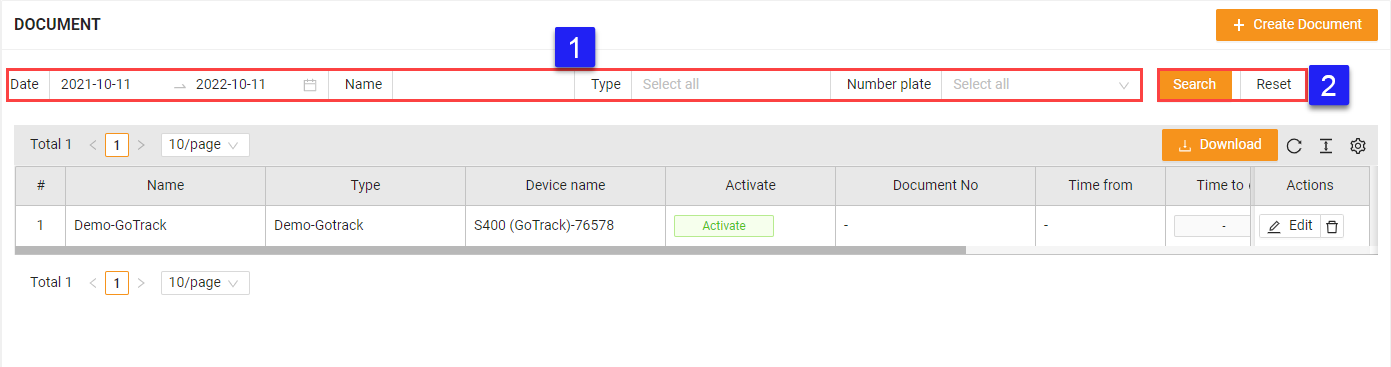 DOCUMENT
+ Create Document
1
Date 2021-10-11 → 2022-10-11 Name Type Select all Number plate Select all Search Reset 2
Total 1 < 1 > 10/page Download
# Name Type Device name Activate Document No Time from Time to Actions
1 Demo-GoTrack Demo-Gotrack S400 (GoTrack)-76578 Activate - - - Edit
Total 1 < 1 > 10/page